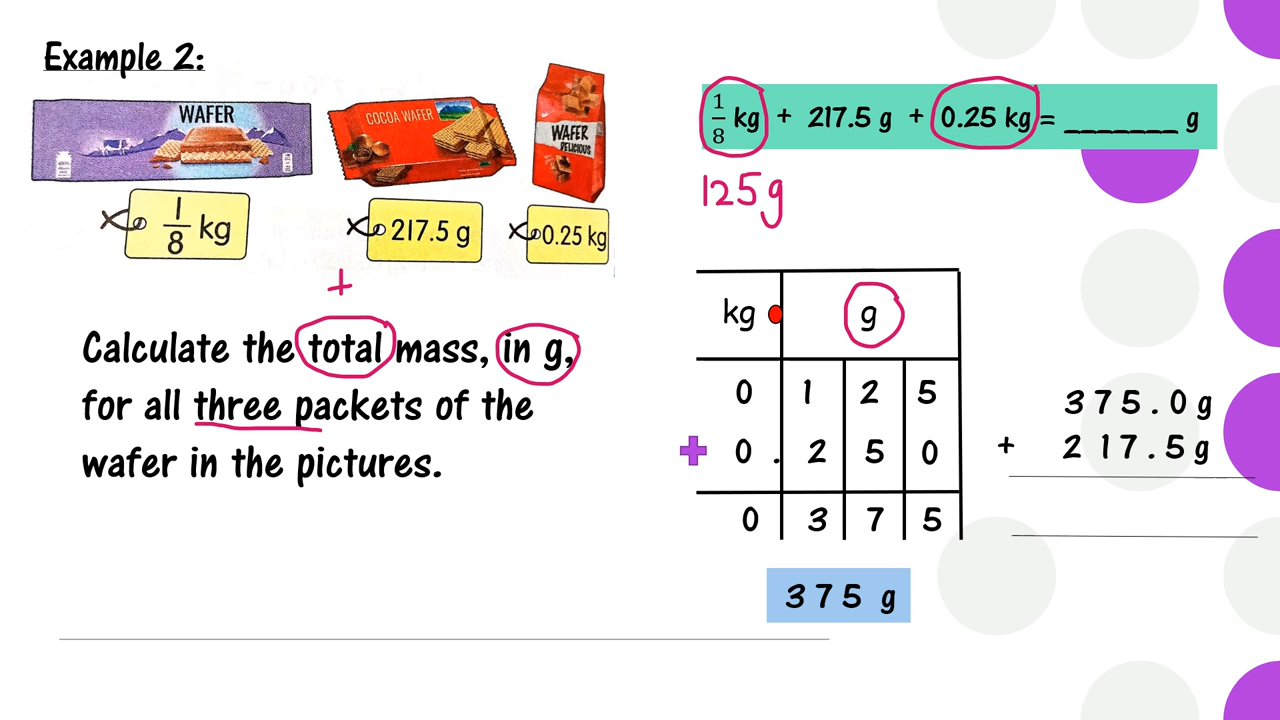 Example 2:
WAFER
COCOA WAFER
WAFER
DELICIOUS
1/8 kg
217.5 g
0.25 kg
+
Calculate the total mass, in g,
for all three packets of the
wafer in the pictures.
1/8 kg + 217.5 g + 0.25 kg = _______ g
125g
kg g
0 1 2 5
+ 0 . 2 5 0
0 3 7 5
375 g
375.0g
+ 217.5g